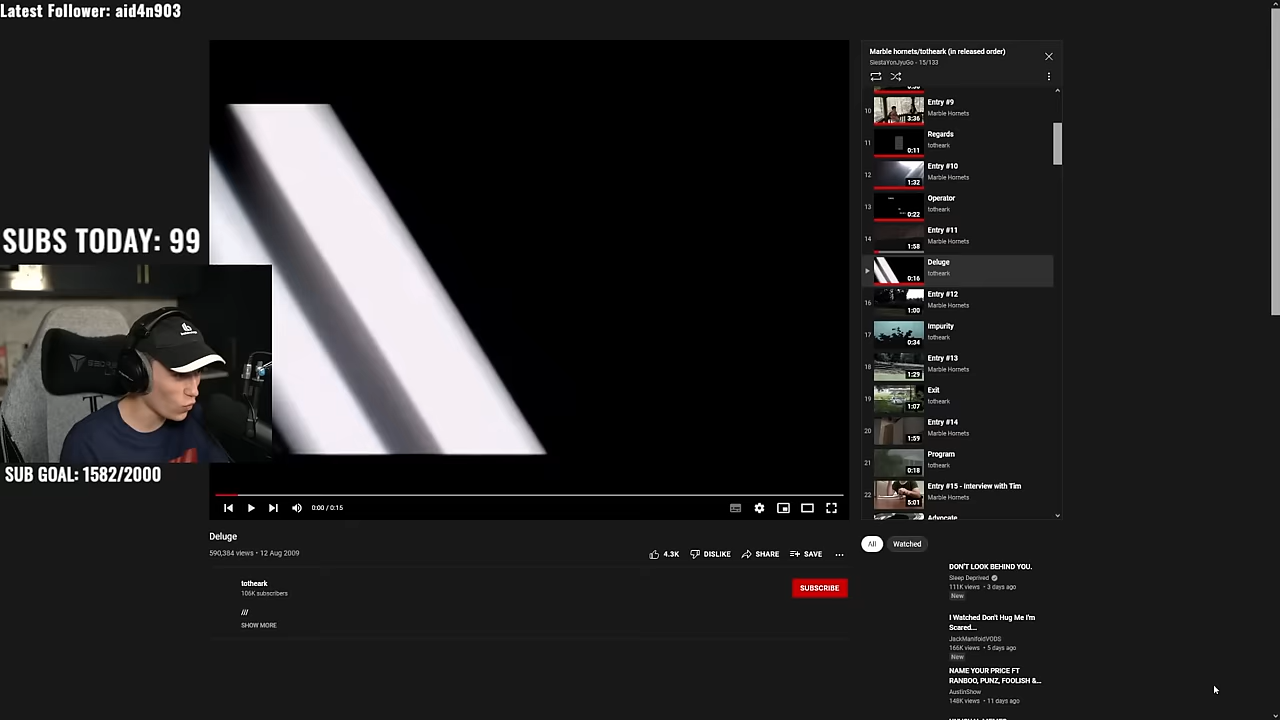 Latest Follower: aid4n903
SUBS TODAY: 99
SUB GOAL: 1582/2000
0:00 / 0:15
Deluge
590,384 views • 12 Aug 2009
4.3K
DISLIKE
SHARE
SAVE
totheark
106K subscribers
SUBSCRIBE
///
SHOW MORE
Marble hornets/totheark (in released order)
SiestaYonJyuGo - 15/133
10
3:36
Entry #9
Marble Hornets
11
0:11
Regards
totheark
12
1:32
Entry #10
Marble Hornets
13
0:22
Operator
totheark
14
1:58
Entry #11
Marble Hornets
0:16
Deluge
totheark
16
1:00
Entry #12
Marble Hornets
17
0:34
Impurity
totheark
18
1:29
Entry #13
Marble Hornets
19
1:07
Exit
totheark
20
1:59
Entry #14
Marble Hornets
21
0:18
Program
totheark
22
5:01
Entry #15 - Interview with Tim
Marble Hornets
Advocate
All
Watched
DON'T LOOK BEHIND YOU.
Sleep Deprived
111K views • 3 days ago
New
I Watched Don't Hug Me I'm
Scared...
JackManifoldVODS
166K views • 5 days ago
New
NAME YOUR PRICE FT
RANBOO, PUNZ, FOOLISH &...
AustinShow
148K views • 11 days ago